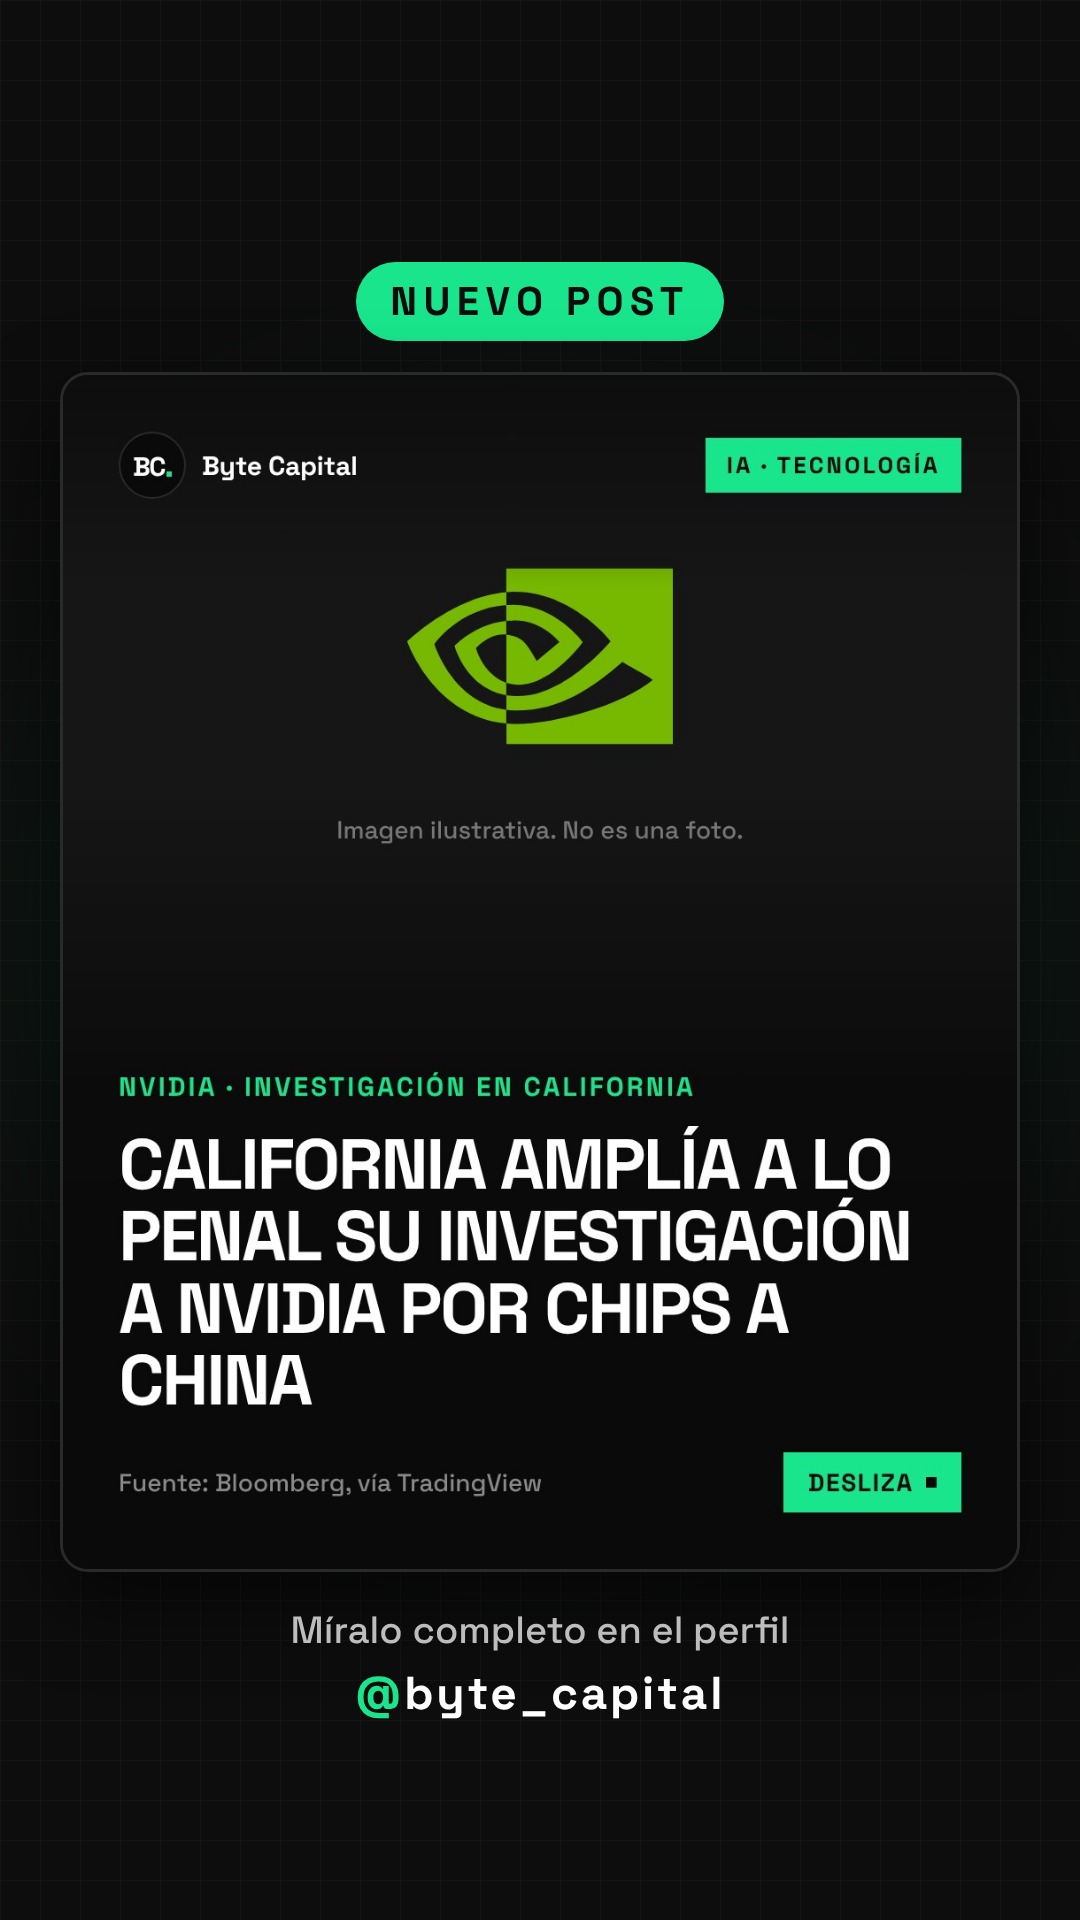 NUEVO POST
BC.
Byte Capital
IA · TECNOLOGÍA
Imagen ilustrativa. No es una foto.
NVIDIA · INVESTIGACIÓN EN CALIFORNIA
CALIFORNIA AMPLÍA A LO
PENAL SU INVESTIGACIÓN
A NVIDIA POR CHIPS A
CHINA
Fuente: Bloomberg, vía TradingView
DESLIZA
Míralo completo en el perfil
@byte_capital